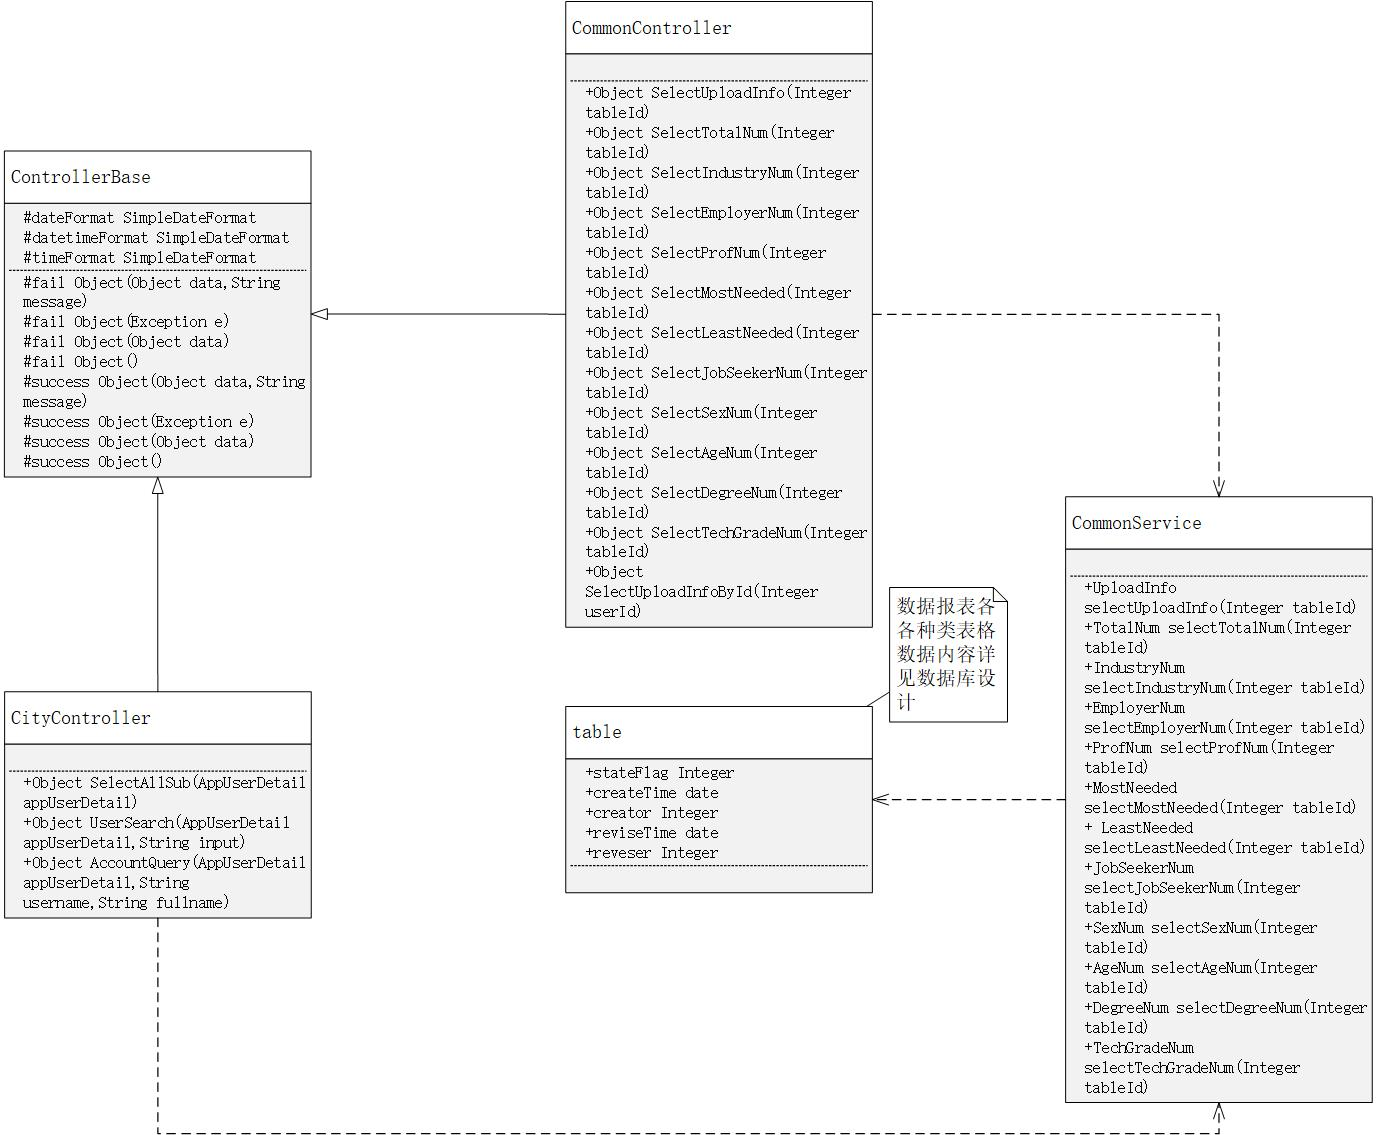 CommonController
+Object SelectUploadInfo(Integer
tableId)
+Object SelectTotalNum(Integer
tableId)
+Object SelectIndustryNum(Integer
tableId)
+Object SelectEmployerNum(Integer
tableId)
+Object SelectProfNum(Integer
tableId)
+Object SelectMostNeeded(Integer
tableId)
+Object SelectLeastNeeded(Integer
tableId)
+Object SelectJobSeekerNum(Integer
tableId)
+Object SelectSexNum(Integer
tableId)
+Object SelectAgeNum(Integer
tableId)
+Object SelectDegreeNum(Integer
tableId)
+Object SelectTechGradeNum(Integer
tableId)
+Object
SelectUploadInfoById(Integer
userId)
ControllerBase
#dateFormat SimpleDateFormat
#datetimeFormat SimpleDateFormat
#timeFormat SimpleDateFormat
#fail Object(Object data,String
message)
#fail Object(Exception e)
#fail Object(Object data)
#fail Object()
#success Object(Object data,String
message)
#success Object(Exception e)
#success Object(Object data)
#success Object()
CityController
+Object SelectAllSub(AppUserDetail
appUserDetail)
+Object UserSearch(AppUserDetail
appUserDetail,String input)
+Object AccountQuery(AppUserDetail
appUserDetail,String
username,String fullname)
数据报表各
各种类表格
数据内容详
见数据库设
计
table
+stateFlag Integer
+createTime date
+creator Integer
+reviseTime date
+reveser Integer
CommonService
+UploadInfo
selectUploadInfo(Integer tableId)
+TotalNum selectTotalNum(Integer
tableId)
+IndustryNum
selectIndustryNum(Integer tableId)
+EmployerNum
selectEmployerNum(Integer tableId)
+ProfNum selectProfNum(Integer
tableId)
+MostNeeded
selectMostNeeded(Integer tableId)
+ LeastNeeded
selectLeastNeeded(Integer tableId)
+JobSeekerNum
selectJobSeekerNum(Integer
tableId)
+SexNum selectSexNum(Integer
tableId)
+AgeNum selectAgeNum(Integer
tableId)
+DegreeNum selectDegreeNum(Integer
tableId)
+TechGradeNum
selectTechGradeNum(Integer
tableId)